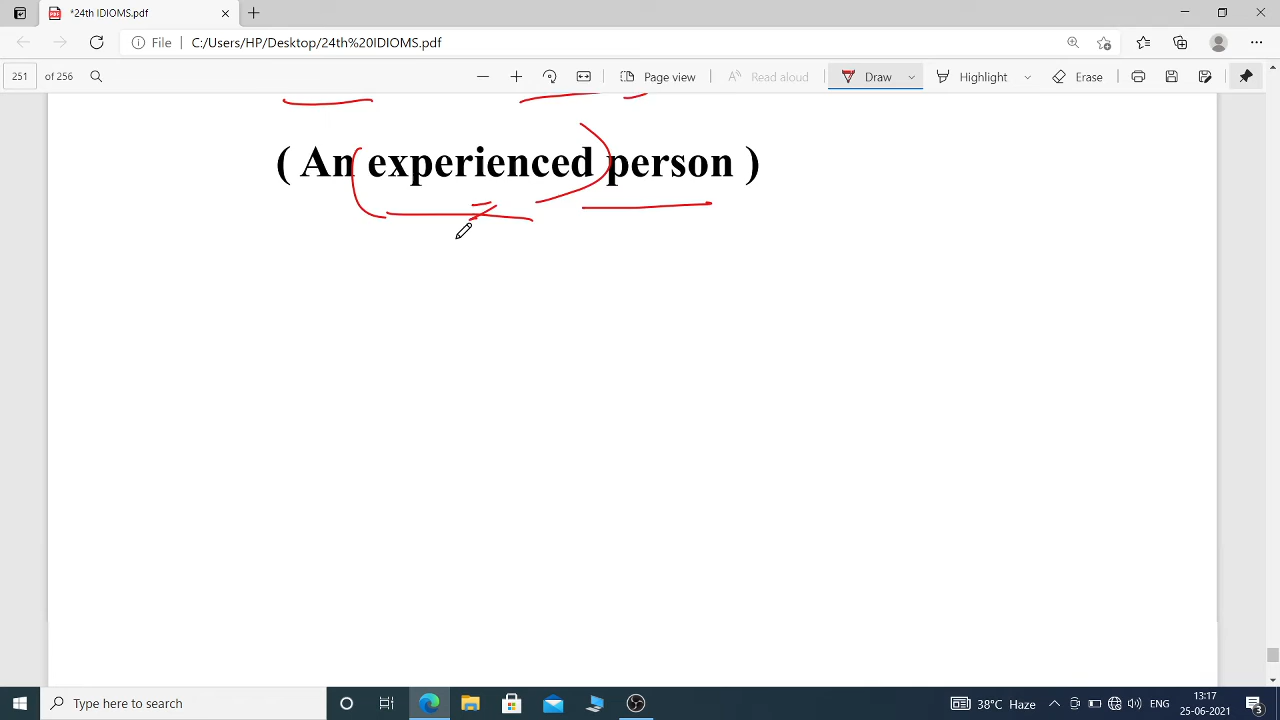 *24th IDIOMS.pdf
File C:/Users/HP/Desktop/24th%20IDIOMS.pdf
251 of 256 Page view Read aloud Draw Highlight Erase
( An experienced person )
Type here to search 38°C Haze ENG 13:17
25-06-2021 3